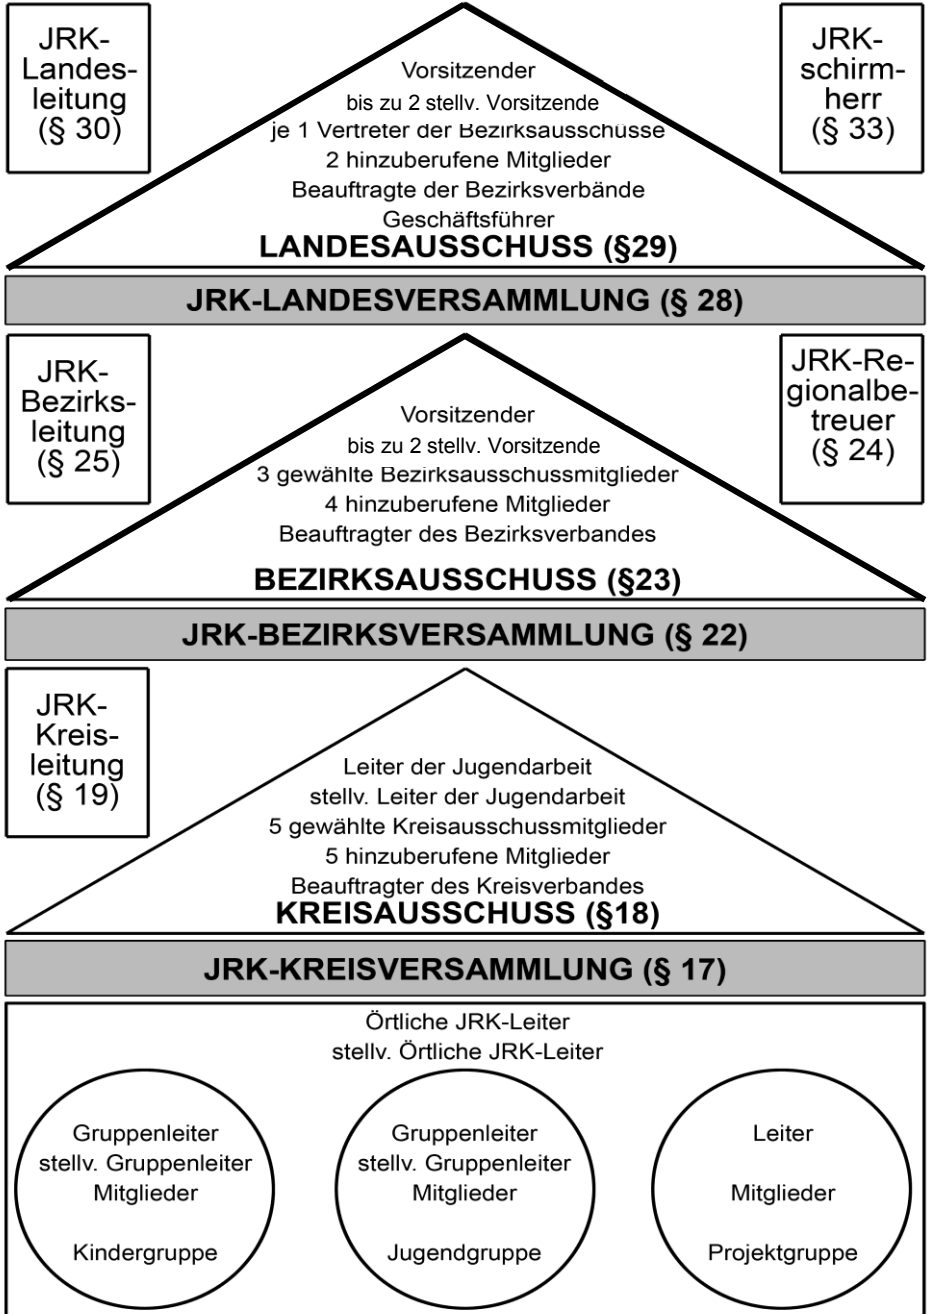 JRK-
Landes-
leitung
(§ 30)
JRK-
schirm-
herr
(§ 33)
Vorsitzender
bis zu 2 stellv. Vorsitzende
je 1 Vertreter der Bezirksausschüsse
2 hinzuberufene Mitglieder
Beauftragte der Bezirksverbände
Geschäftsführer
LANDESAUSSCHUSS (§29)
JRK-LANDESVERSAMMLUNG (§ 28)
JRK-
Bezirks-
leitung
(§ 25)
JRK-Re-
gionalbe-
treuer
(§ 24)
Vorsitzender
bis zu 2 stellv. Vorsitzende
3 gewählte Bezirksausschussmitglieder
4 hinzuberufene Mitglieder
Beauftragter des Bezirksverbandes
BEZIRKSAUSSCHUSS (§23)
JRK-BEZIRKSVERSAMMLUNG (§ 22)
JRK-
Kreis-
leitung
(§ 19)
Leiter der Jugendarbeit
stellv. Leiter der Jugendarbeit
5 gewählte Kreisausschussmitglieder
5 hinzuberufene Mitglieder
Beauftragter des Kreisverbandes
KREISAUSSCHUSS (§18)
JRK-KREISVERSAMMLUNG (§ 17)
Örtliche JRK-Leiter
stellv. Örtliche JRK-Leiter
Gruppenleiter
stellv. Gruppenleiter
Mitglieder
Kindergruppe
Gruppenleiter
stellv. Gruppenleiter
Mitglieder
Jugendgruppe
Leiter
Mitglieder
Projektgruppe